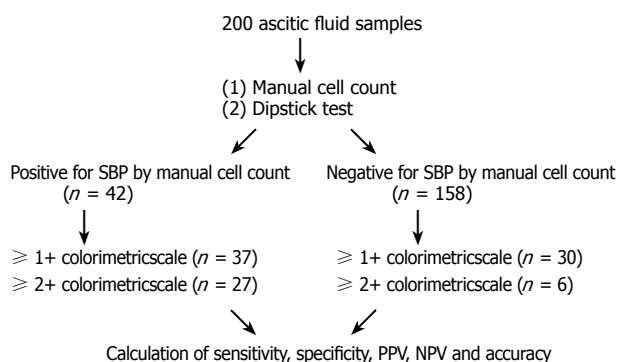 200 ascitic fluid samples
(1) Manual cell count
(2) Dipstick test
Positive for SBP by manual cell count
(n = 42)
Negative for SBP by manual cell count
(n = 158)
⩾ 1+ colorimetricscale (n = 37)
⩾ 2+ colorimetricscale (n = 27)
⩾ 1+ colorimetricscale (n = 30)
⩾ 2+ colorimetricscale (n = 6)
Calculation of sensitivity, specificity, PPV, NPV and accuracy